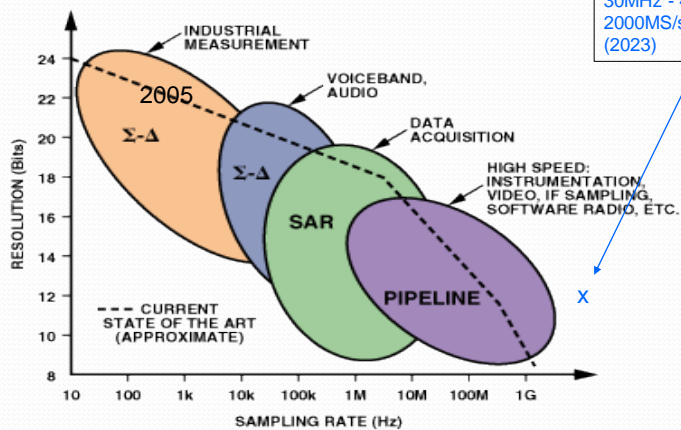 30MHz -
2000MS/s
(2023)
INDUSTRIAL
MEASUREMENT
VOICEBAND,
AUDIO
DATA
ACQUISITION
HIGH SPEED:
INSTRUMENTATION,
VIDEO, IF SAMPLING,
SOFTWARE RADIO, ETC.
2005
Σ-Δ
Σ-Δ
SAR
PIPELINE
x
CURRENT
STATE OF THE ART
(APPROXIMATE)
RESOLUTION (Bits)
24
22
20
18
16
14
12
10
8
10 100 1k 10k 100k 1M 10M 100M 1G
SAMPLING RATE (Hz)